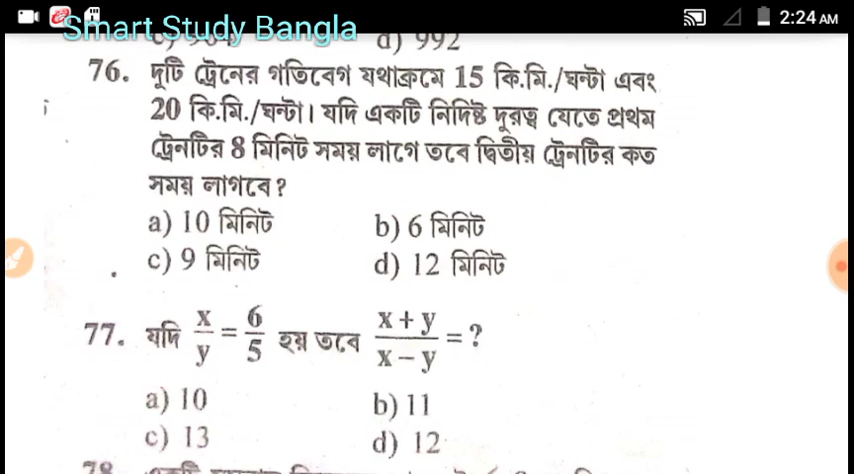 Smart Study Bangla
2:24 AM
d) 992
76. দুটি ট্রেনের গতিবেগ যথাক্রমে 15 কি.মি./ঘন্টা এবং
20 কি.মি./ঘন্টা। যদি একটি নির্দিষ্ট দূরত্ব যেতে প্রথম
ট্রেনটির 8 মিনিট সময় লাগে তবে দ্বিতীয় ট্রেনটির কত
সময় লাগবে?
a) 10 মিনিট b) 6 মিনিট
c) 9 মিনিট d) 12 মিনিট
77. যদি x/y = 6/5 হয় তবে x + y / x − y = ?
a) 10 b) 11
c) 13 d) 12
78